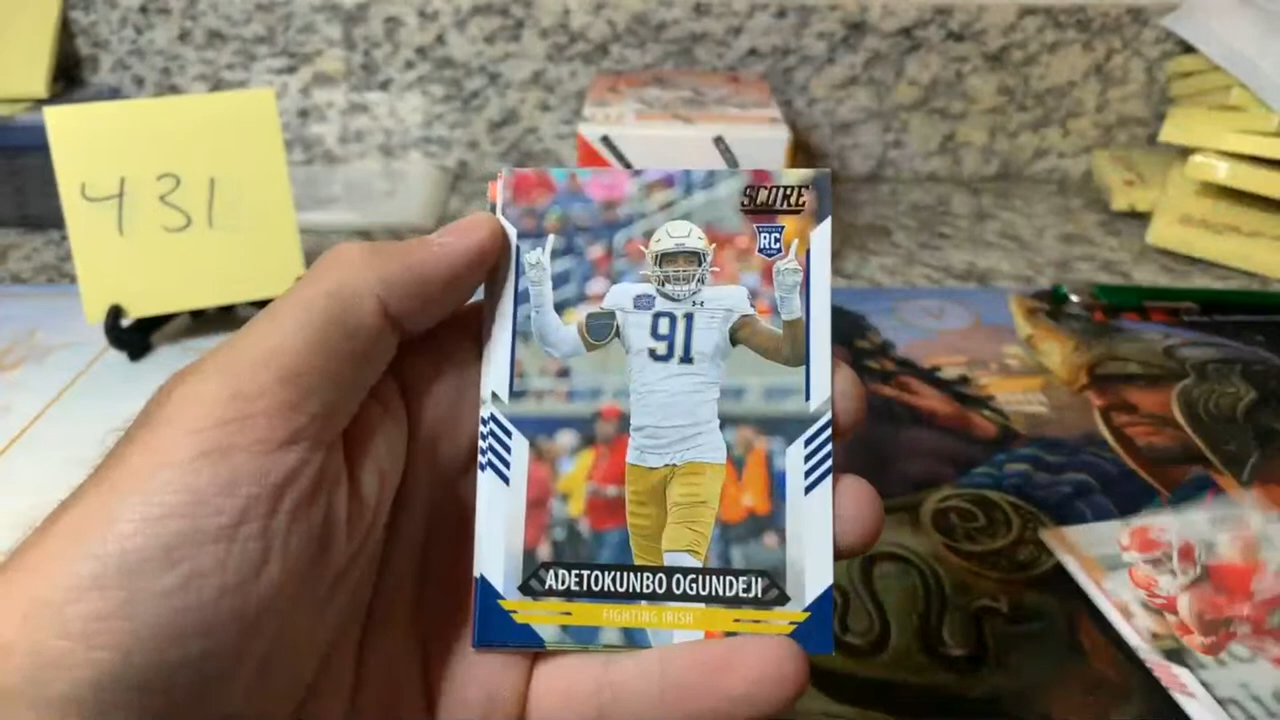 431
SCORE
ROOKIE
RC
CARD
91
ADETOKUNBO OGUNDEJI
FIGHTING IRISH